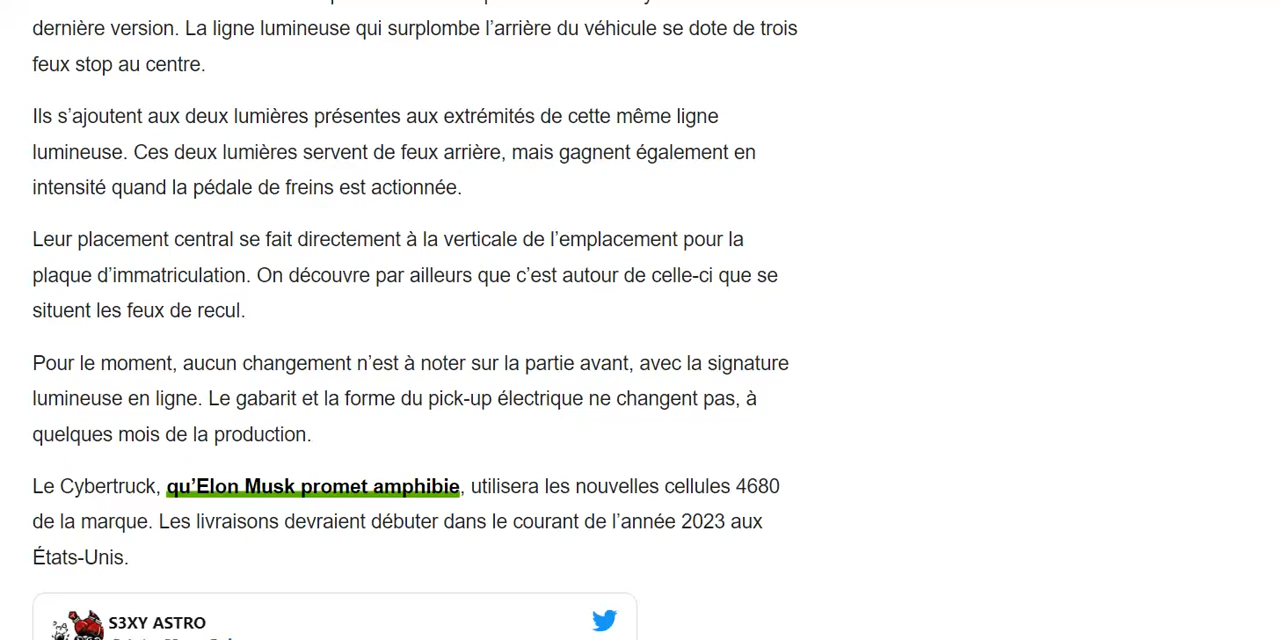 dernière version. La ligne lumineuse qui surplombe l’arrière du véhicule se dote de trois
feux stop au centre.
Ils s’ajoutent aux deux lumières présentes aux extrémités de cette même ligne
lumineuse. Ces deux lumières servent de feux arrière, mais gagnent également en
intensité quand la pédale de freins est actionnée.
Leur placement central se fait directement à la verticale de l’emplacement pour la
plaque d’immatriculation. On découvre par ailleurs que c’est autour de celle-ci que se
situent les feux de recul.
Pour le moment, aucun changement n’est à noter sur la partie avant, avec la signature
lumineuse en ligne. Le gabarit et la forme du pick-up électrique ne changent pas, à
quelques mois de la production.
Le Cybertruck, qu’Elon Musk promet amphibie, utilisera les nouvelles cellules 4680
de la marque. Les livraisons devraient débuter dans le courant de l’année 2023 aux
États-Unis.
S3XY ASTRO